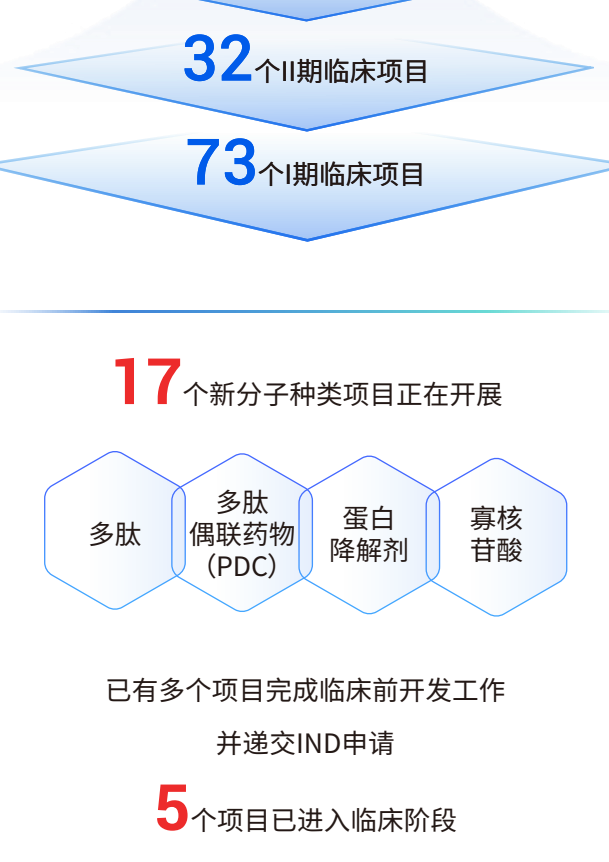 32个II期临床项目
73个I期临床项目
17个新分子种类项目正在开展
多肽
多肽
偶联药物
（PDC）
蛋白
降解剂
寡核
苷酸
已有多个项目完成临床前开发工作
并递交IND申请
5个项目已进入临床阶段